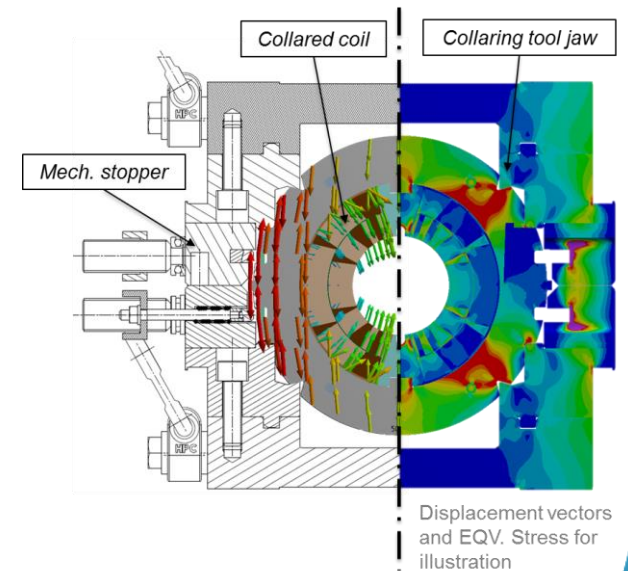 Collared coil
Collaring tool jaw
HPC
Mech. stopper
HPC
Displacement vectors
and EQV. Stress for
illustration